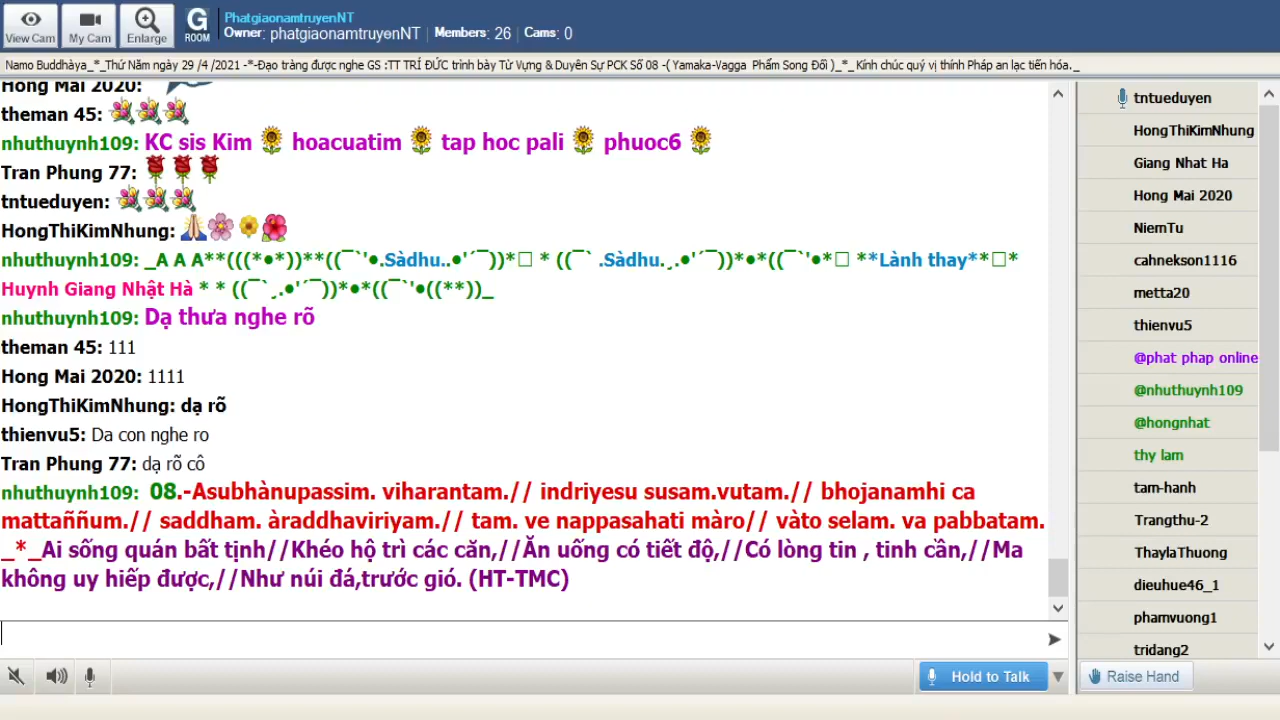 View Cam
My Cam
Enlarge
G
ROOM
PhatgiaonamtruyenNT
Owner: phatgiaonamtruyenNT | Members: 26 | Cams: 0
Namo Buddhàya_*_Thứ Năm ngày 29 /4 /2021 -*-Đạo tràng được nghe GS :TT TRÍ ĐỨC trình bày Từ Vựng & Duyên Sự PCK Số 08 -( Yamaka-Vagga Phẩm Song Đối )_*_ Kính chúc quý vị thính Pháp an lạc tiến hóa._
Hong Mai 2020:
theman 45:
nhuthuynh109: KC sis Kim 🌻 hoacuatim 🌻 tap hoc pali 🌻 phuoc6 🌻
Tran Phung 77: 🌹🌹🌹
tntueduyen:
HongThiKimNhung: 🙏🌸🌼🌺
nhuthuynh109: _A A A**(((*●*))**((¯`'●.Sàdhu..●'´¯))*□ * ((¯` .Sàdhu.¸.●'´¯))*●*((¯`'●*□ **Lành thay**□*
Huynh Giang Nhật Hà * * ((¯`¸.●'´¯))*●*((¯`'●((**))_
nhuthuynh109: Dạ thưa nghe rõ
theman 45: 111
Hong Mai 2020: 1111
HongThiKimNhung: dạ rõ
thienvu5: Da con nghe ro
Tran Phung 77: dạ rõ cô
nhuthuynh109: 08.-Asubhànupassim. viharantam.// indriyesu susam.vutam.// bhojanamhi ca
mattaññum.// saddham. àraddhaviriyam.// tam. ve nappasahati màro// vàto selam. va pabbatam.
_*_Ai sống quán bất tịnh//Khéo hộ trì các căn,//Ăn uống có tiết độ,//Có lòng tin , tinh cần,//Ma
không uy hiếp được,//Như núi đá,trước gió. (HT-TMC)
Hold to Talk
tntueduyen
HongThiKimNhung
Giang Nhat Ha
Hong Mai 2020
NiemTu
cahnekson1116
metta20
thienvu5
@phat phap online
@nhuthuynh109
@hongnhat
thy lam
tam-hanh
Trangthu-2
ThaylaThuong
dieuhue46_1
phamvuong1
tridang2
Raise Hand